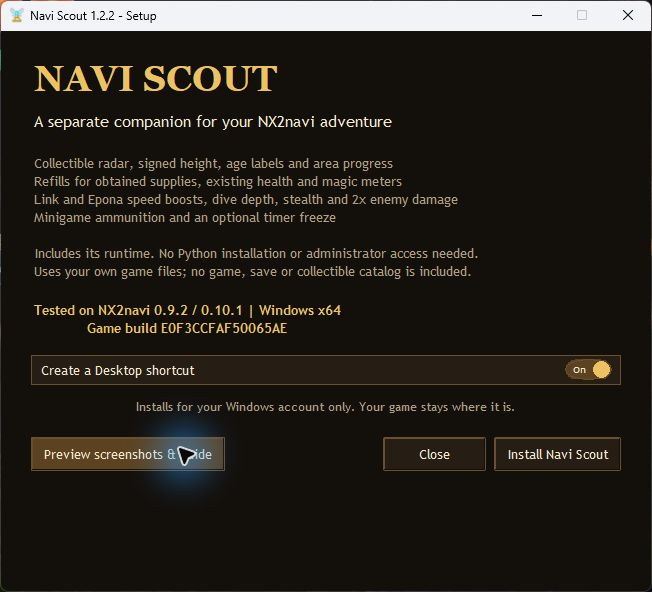 Navi Scout 1.2.2 - Setup
NAVI SCOUT
A separate companion for your NX2navi adventure
Collectible radar, signed height, age labels and area progress
Refills for obtained supplies, existing health and magic meters
Link and Epona speed boosts, dive depth, stealth and 2x enemy damage
Minigame ammunition and an optional timer freeze
Includes its runtime. No Python installation or administrator access needed.
Uses your own game files; no game, save or collectible catalog is included.
Tested on NX2navi 0.9.2 / 0.10.1 | Windows x64
Game build E0F3CCFAF50065AE
Create a Desktop shortcut
On
Installs for your Windows account only. Your game stays where it is.
Preview screenshots &
Close
Install Navi Scout